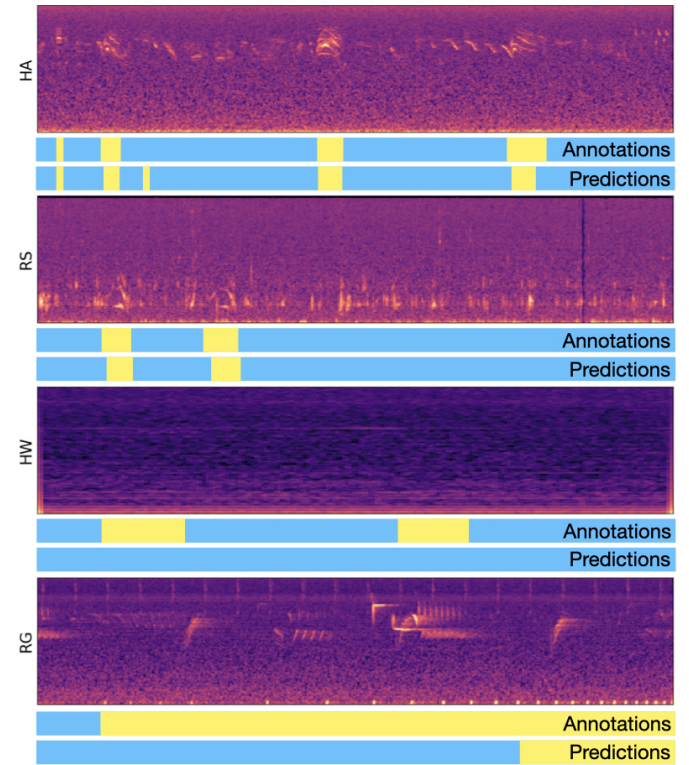 HA
Annotations
Predictions
RS
Annotations
Predictions
HW
Annotations
Predictions
RG
Annotations
Predictions